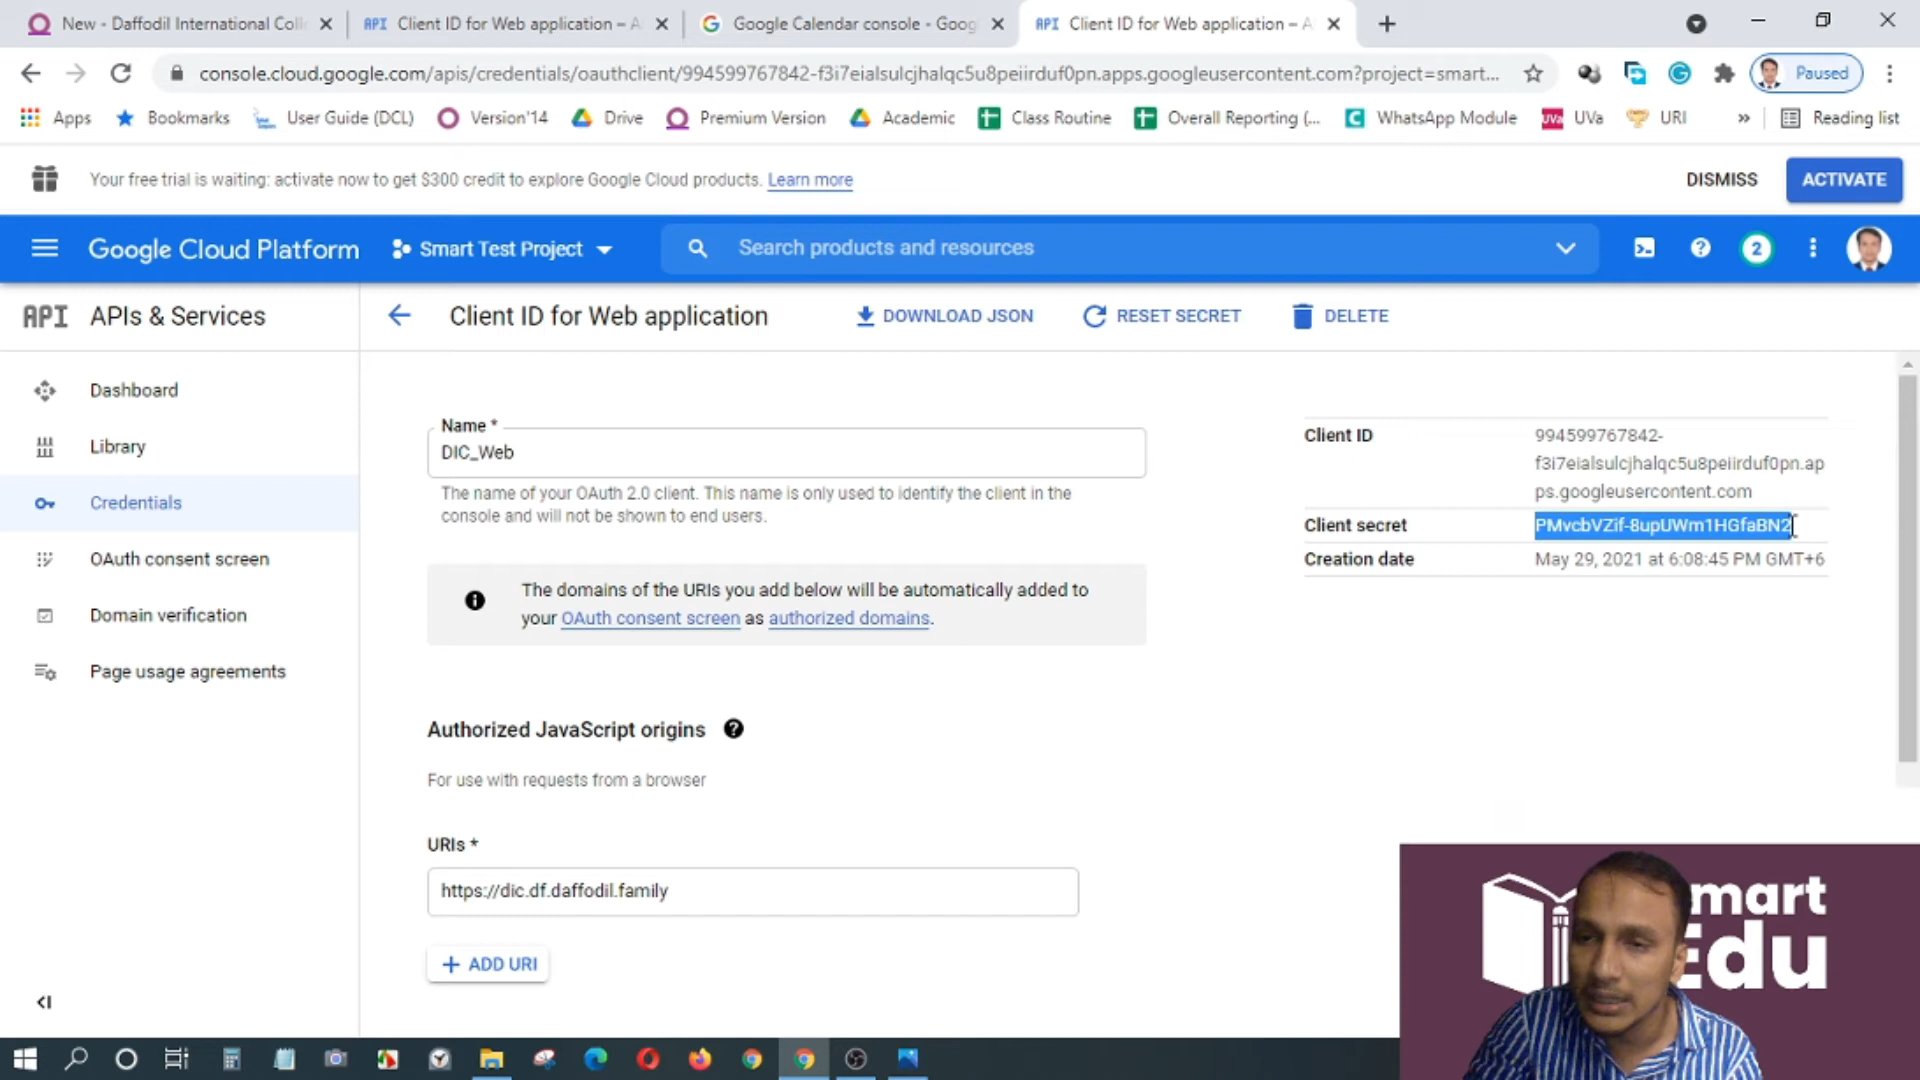 New - Daffodil International Coll
Client ID for Web application – A
Google Calendar console - Goog
Client ID for Web application – A
console.cloud.google.com/apis/credentials/oauthclient/994599767842-f3i7eialsulcjhalqc5u8peiirduf0pn.apps.googleusercontent.com?project=smart...
Paused
Apps
Bookmarks
User Guide (DCL)
Version'14
Drive
Premium Version
Academic
Class Routine
Overall Reporting (...
WhatsApp Module
UVa
URI
»
Reading list
Your free trial is waiting: activate now to get $300 credit to explore Google Cloud products. Learn more
DISMISS
ACTIVATE
Google Cloud Platform
Smart Test Project
Search products and resources
2
API APIs & Services
Client ID for Web application
DOWNLOAD JSON
RESET SECRET
DELETE
Dashboard
Library
Credentials
OAuth consent screen
Domain verification
Page usage agreements
Name *
DIC_Web
The name of your OAuth 2.0 client. This name is only used to identify the client in the
console and will not be shown to end users.
The domains of the URIs you add below will be automatically added to
your OAuth consent screen as authorized domains.
Authorized JavaScript origins
For use with requests from a browser
URIs *
https://dic.df.daffodil.family
+ ADD URI
Client ID
994599767842-
f3i7eialsulcjhalqc5u8peiirduf0pn.ap
ps.googleusercontent.com
Client secret
PMvcbVZif-8upUWm1HGfaBN2
Creation date
May 29, 2021 at 6:08:45 PM GMT+6
mart
Edu